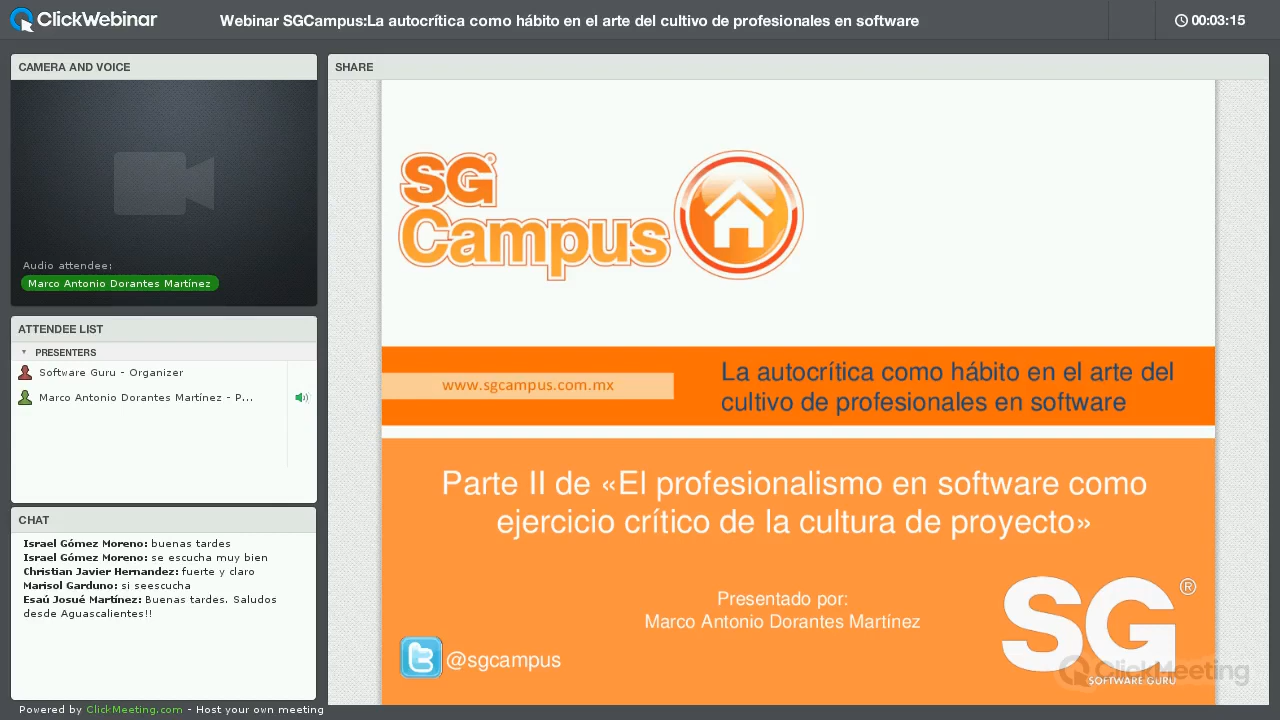 ClickWebinar
Webinar SGCampus:La autocrítica como hábito en el arte del cultivo de profesionales en software
00:03:15
CAMERA AND VOICE
Audio attendee:
Marco Antonio Dorantes Martínez
ATTENDEE LIST
PRESENTERS
Software Guru - Organizer
Marco Antonio Dorantes Martínez - P...
CHAT
Israel Gómez Moreno: buenas tardes
Israel Gómez Moreno: se escucha muy bien
Christian Javier Hernandez: fuerte y claro
Marisol Garduno: si seescucha
Esaú Josué Martínez: Buenas tardes. Saludos
desde Aguascalientes!!
Powered by ClickMeeting.com - Host your own meeting
SHARE
SG®
Campus
www.sgcampus.com.mx
La autocrítica como hábito en el arte del
cultivo de profesionales en software
Parte II de «El profesionalismo en software como
ejercicio crítico de la cultura de proyecto»
Presentado por:
Marco Antonio Dorantes Martínez
@sgcampus
SG®
SOFTWARE GURU
ClickMeeting